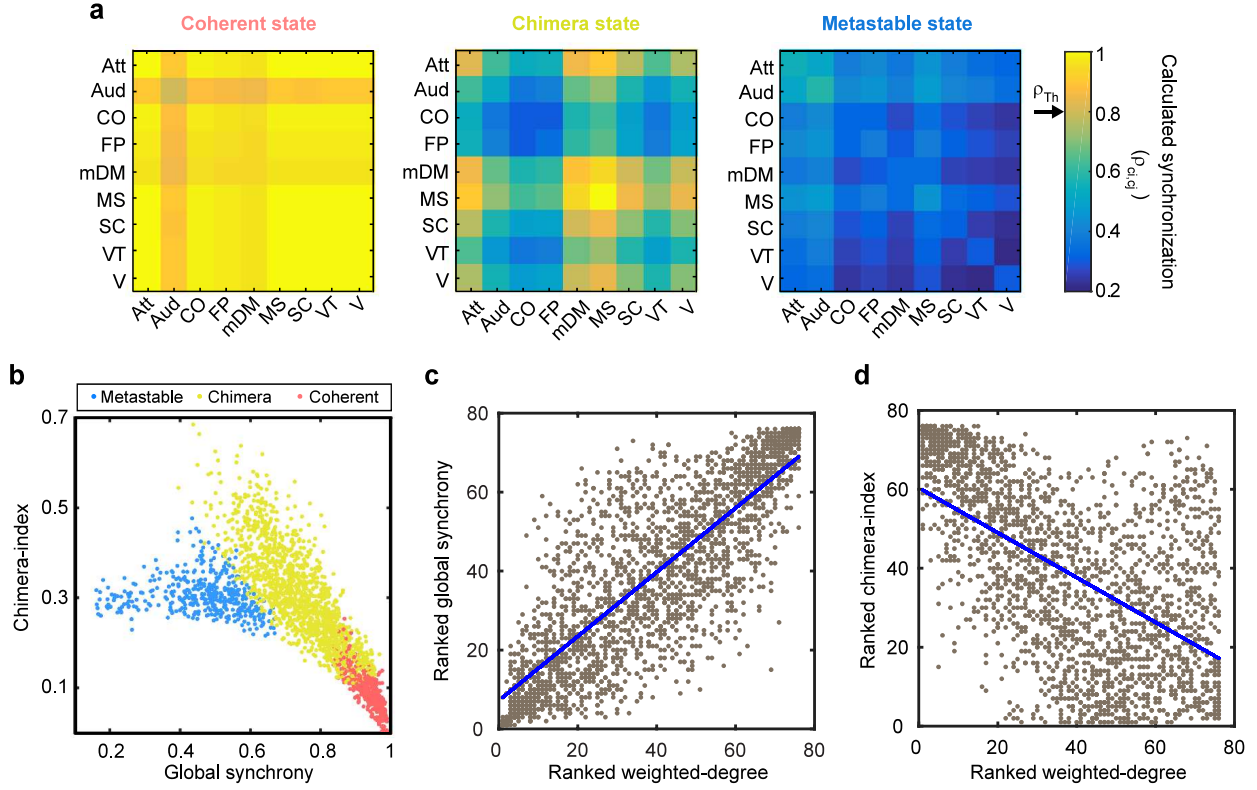 a
Coherent state
Chimera state
Metastable state
Att
Aud
CO
FP
mDM
MS
SC
VT
V
Att
Aud
CO
FP
mDM
MS
SC
VT
V
Att
Aud
CO
FP
mDM
MS
SC
VT
V
Att
Aud
CO
FP
mDM
MS
SC
VT
V
Att
Aud
CO
FP
mDM
MS
SC
VT
V
Att
Aud
CO
FP
mDM
MS
SC
VT
V
ρTh
1
0.8
0.6
0.4
0.2
Calculated synchronization
(ρci,cj)
b
Metastable Chimera Coherent
0.7
0.5
0.3
0.1
Chimera-index
0.2 0.4 0.6 0.8 1
Global synchrony
c
80
60
40
20
0
Ranked global synchrony
0 20 40 60 80
Ranked weighted-degree
d
80
60
40
20
0
Ranked chimera-index
0 20 40 60 80
Ranked weighted-degree